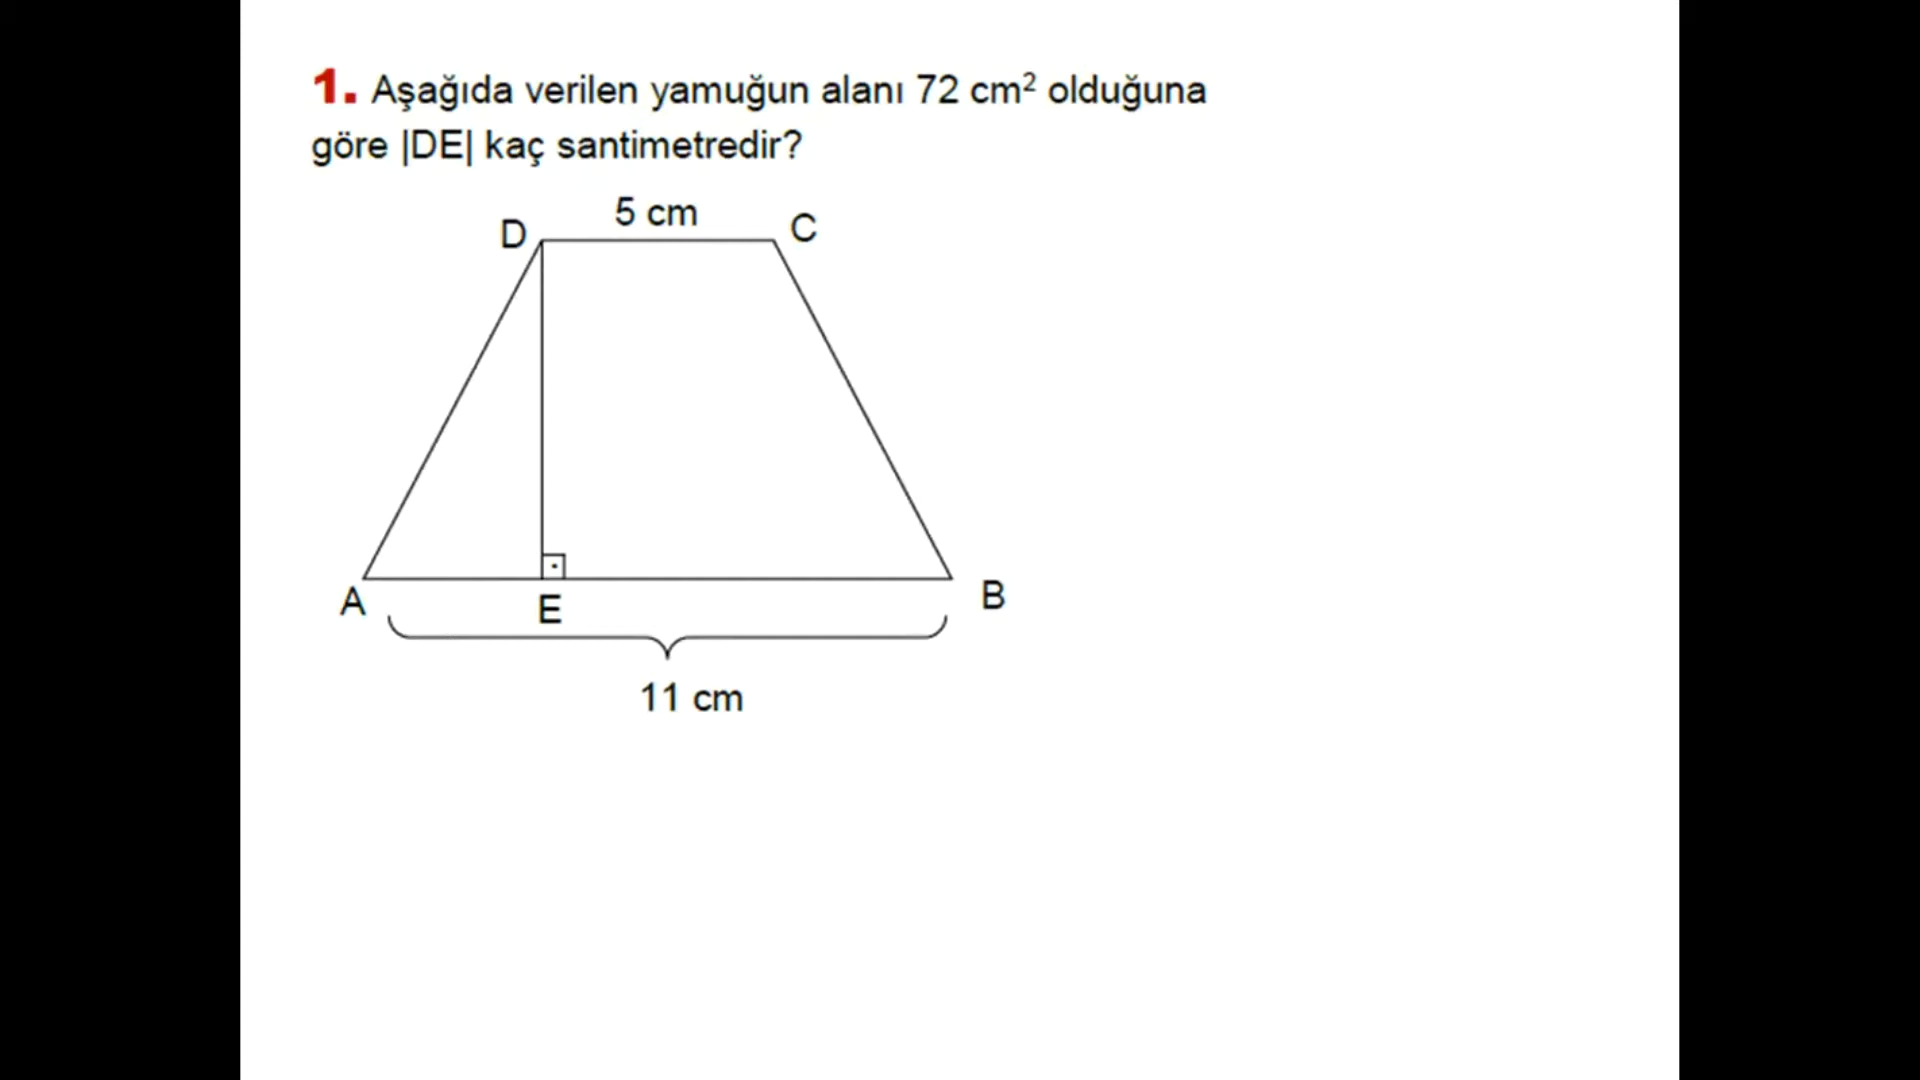 1. Aşağıda verilen yamuğun alanı 72 cm² olduğuna
göre |DE| kaç santimetredir?
5 cm
D
C
A
E
B
11 cm